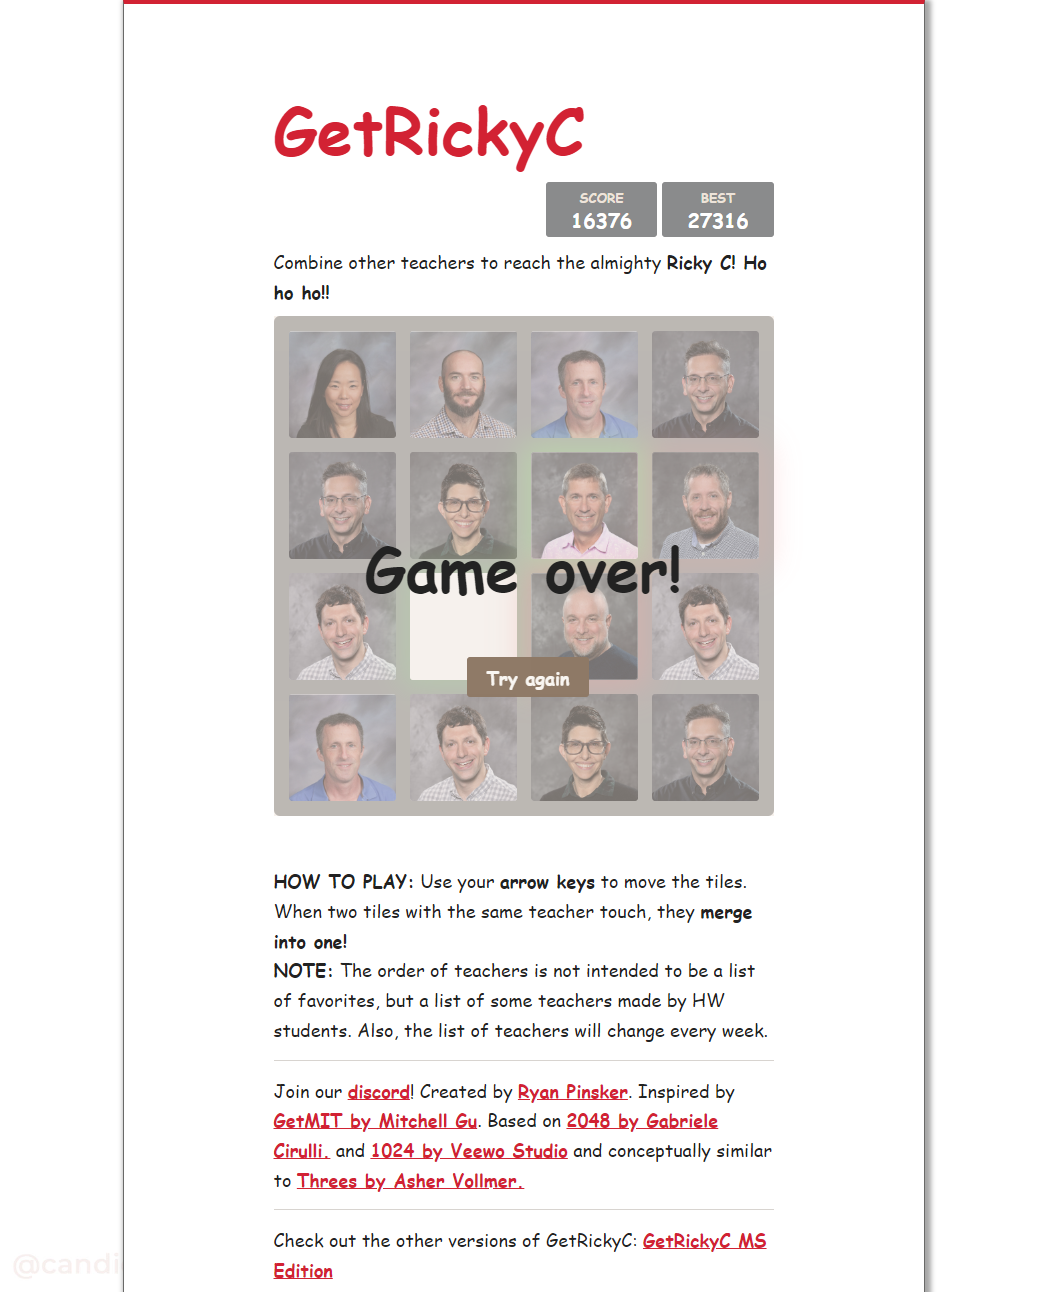 GetRickyC
SCORE BEST
16376 27316
Combine other teachers to reach the almighty Ricky C! Ho
ho ho!!
Game over!
Try again
HOW TO PLAY: Use your arrow keys to move the tiles.
When two tiles with the same teacher touch, they merge
into one!
NOTE: The order of teachers is not intended to be a list
of favorites, but a list of some teachers made by HW
students. Also, the list of teachers will change every week.
Join our discord! Created by Ryan Pinsker. Inspired by
GetMIT by Mitchell Gu. Based on 2048 by Gabriele
Cirulli. and 1024 by Veewo Studio and conceptually similar
to Threes by Asher Vollmer.
Check out the other versions of GetRickyC: GetRickyC MS
Edition